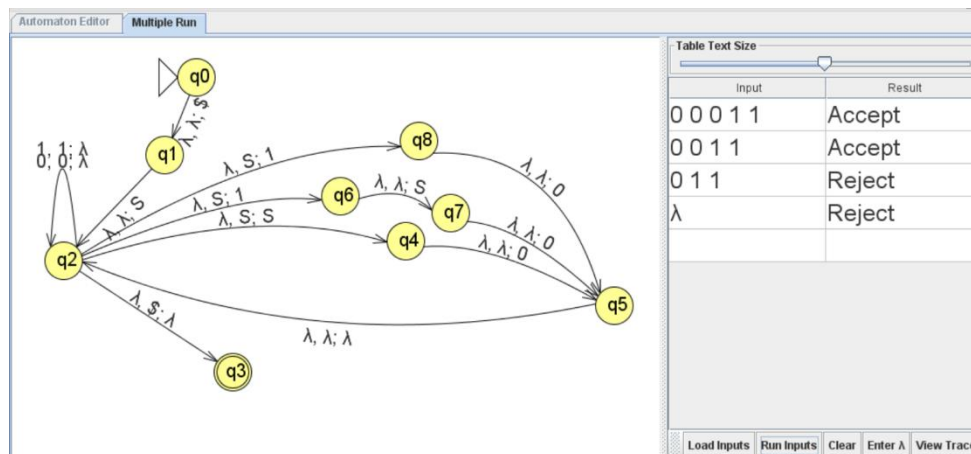 Automaton Editor
Multiple Run
q0
λ, λ; $
q1
λ, λ; S
1, 1; λ
0, 0; λ
q2
λ, S; 1
q8
λ, λ; 0
λ, S; 1
q6
λ, λ; S
q7
λ, λ; 0
λ, S; S
q4
λ, λ; 0
q5
λ, λ; λ
λ, $; λ
q3
Table Text Size
Input Result
0 0 0 1 1 Accept
0 0 1 1 Accept
0 1 1 Reject
λ Reject
Load Inputs Run Inputs Clear Enter λ View Trace